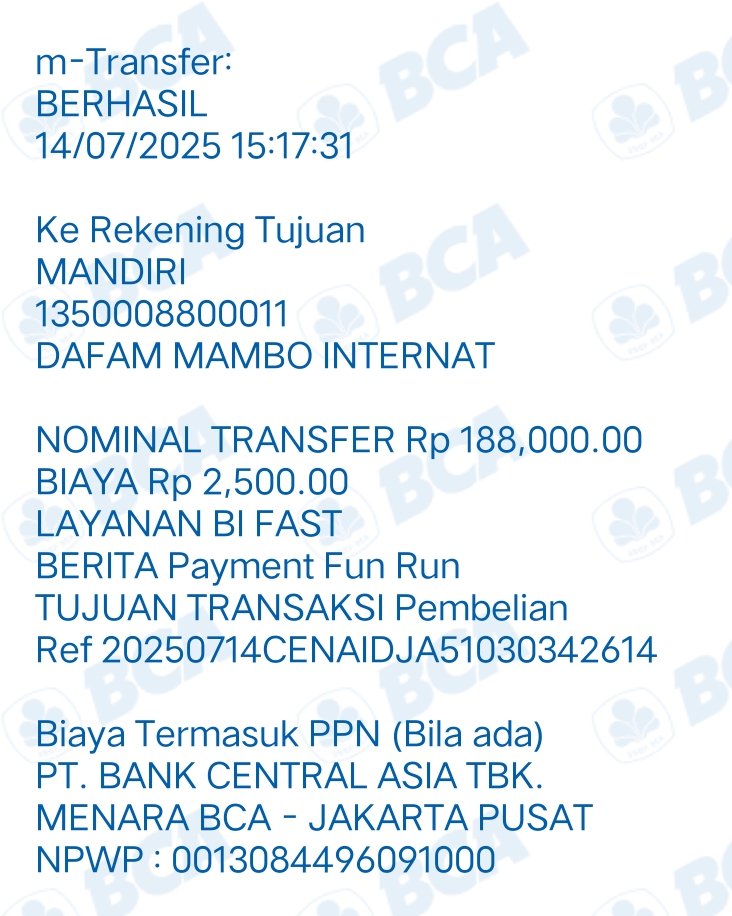 m-Transfer:
BERHASIL
14/07/2025 15:17:31
Ke Rekening Tujuan
MANDIRI
1350008800011
DAFAM MAMBO INTERNAT
NOMINAL TRANSFER Rp 188,000.00
BIAYA Rp 2,500.00
LAYANAN BI FAST
BERITA Payment Fun Run
TUJUAN TRANSAKSI Pembelian
Ref 20250714CENAIDJA51030342614
Biaya Termasuk PPN (Bila ada)
PT. BANK CENTRAL ASIA TBK.
MENARA BCA - JAKARTA PUSAT
NPWP : 0013084496091000